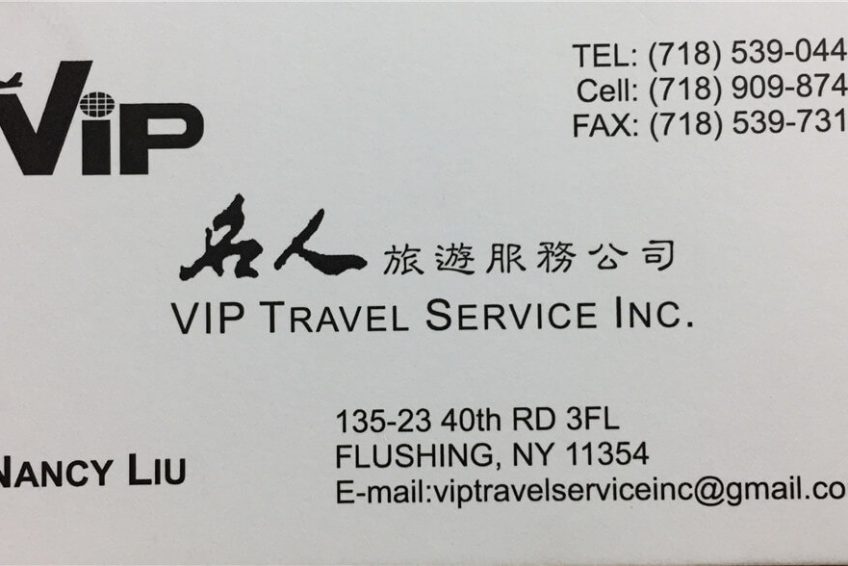 ViP
TEL: (718) 539-044
Cell: (718) 909-874
FAX: (718) 539-731
名人 旅遊服務公司
VIP TRAVEL SERVICE INC.
NANCY LIU
135-23 40th RD 3FL
FLUSHING, NY 11354
E-mail:viptravelserviceinc@gmail.co